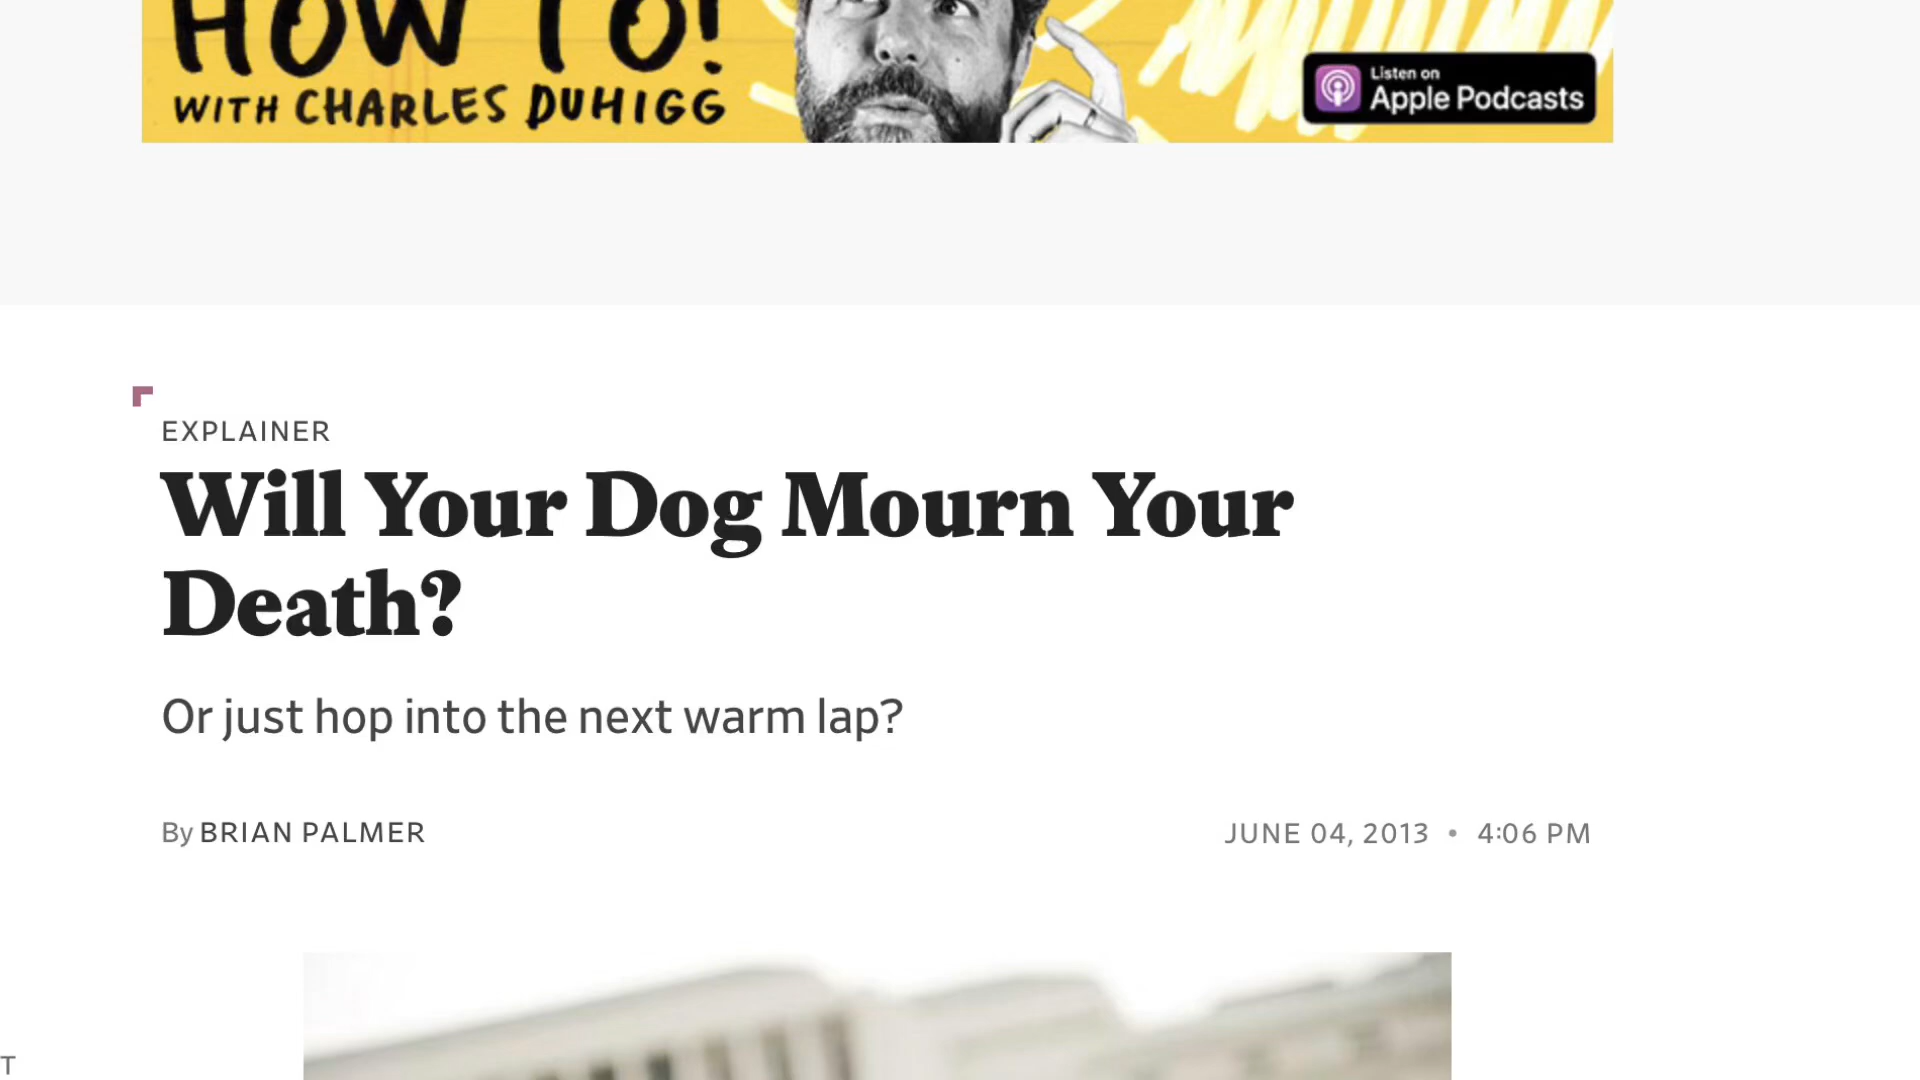 HOW TO!
WITH CHARLES DUHIGG
Listen on
Apple Podcasts
EXPLAINER
Will Your Dog Mourn Your
Death?
Or just hop into the next warm lap?
By BRIAN PALMER
JUNE 04, 2013 • 4:06 PM
T